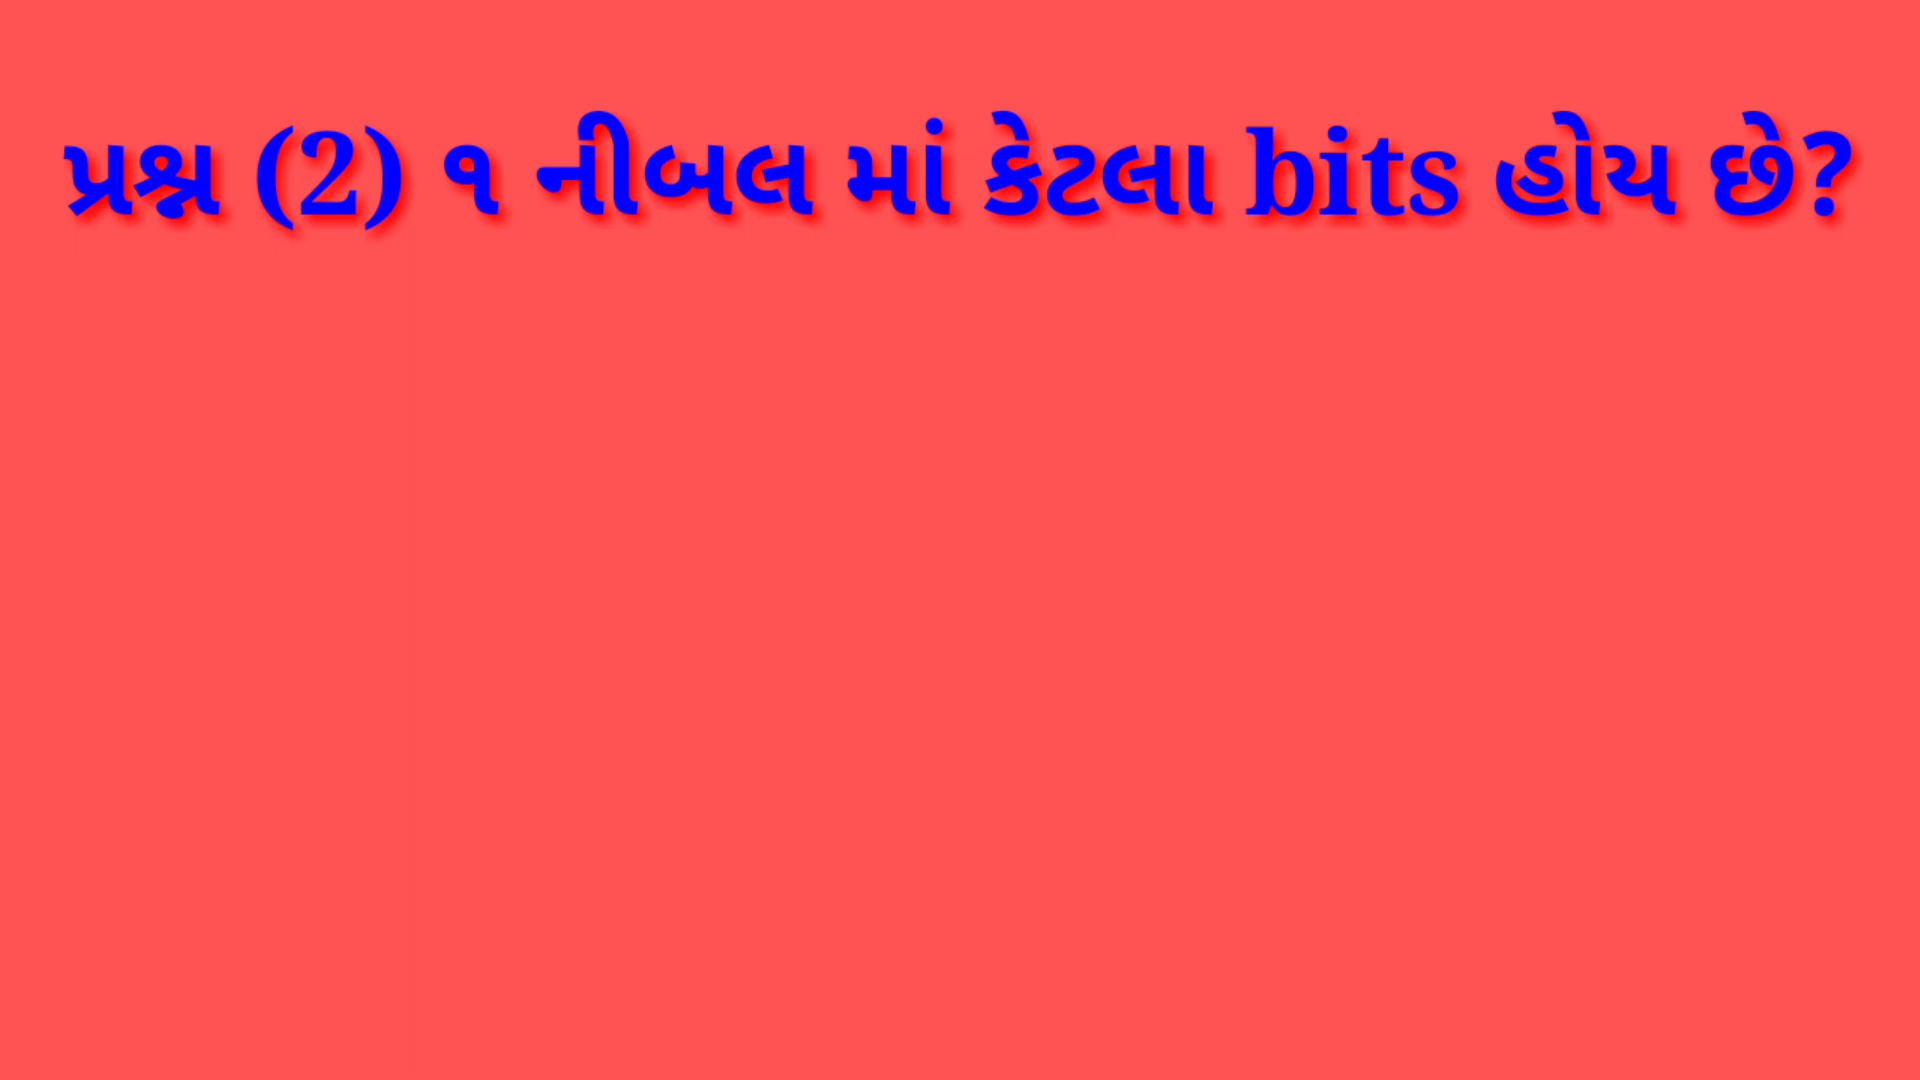 પ્રશ્ન (2) ૧ નીબલ માં કેટલા bits હોય છે?